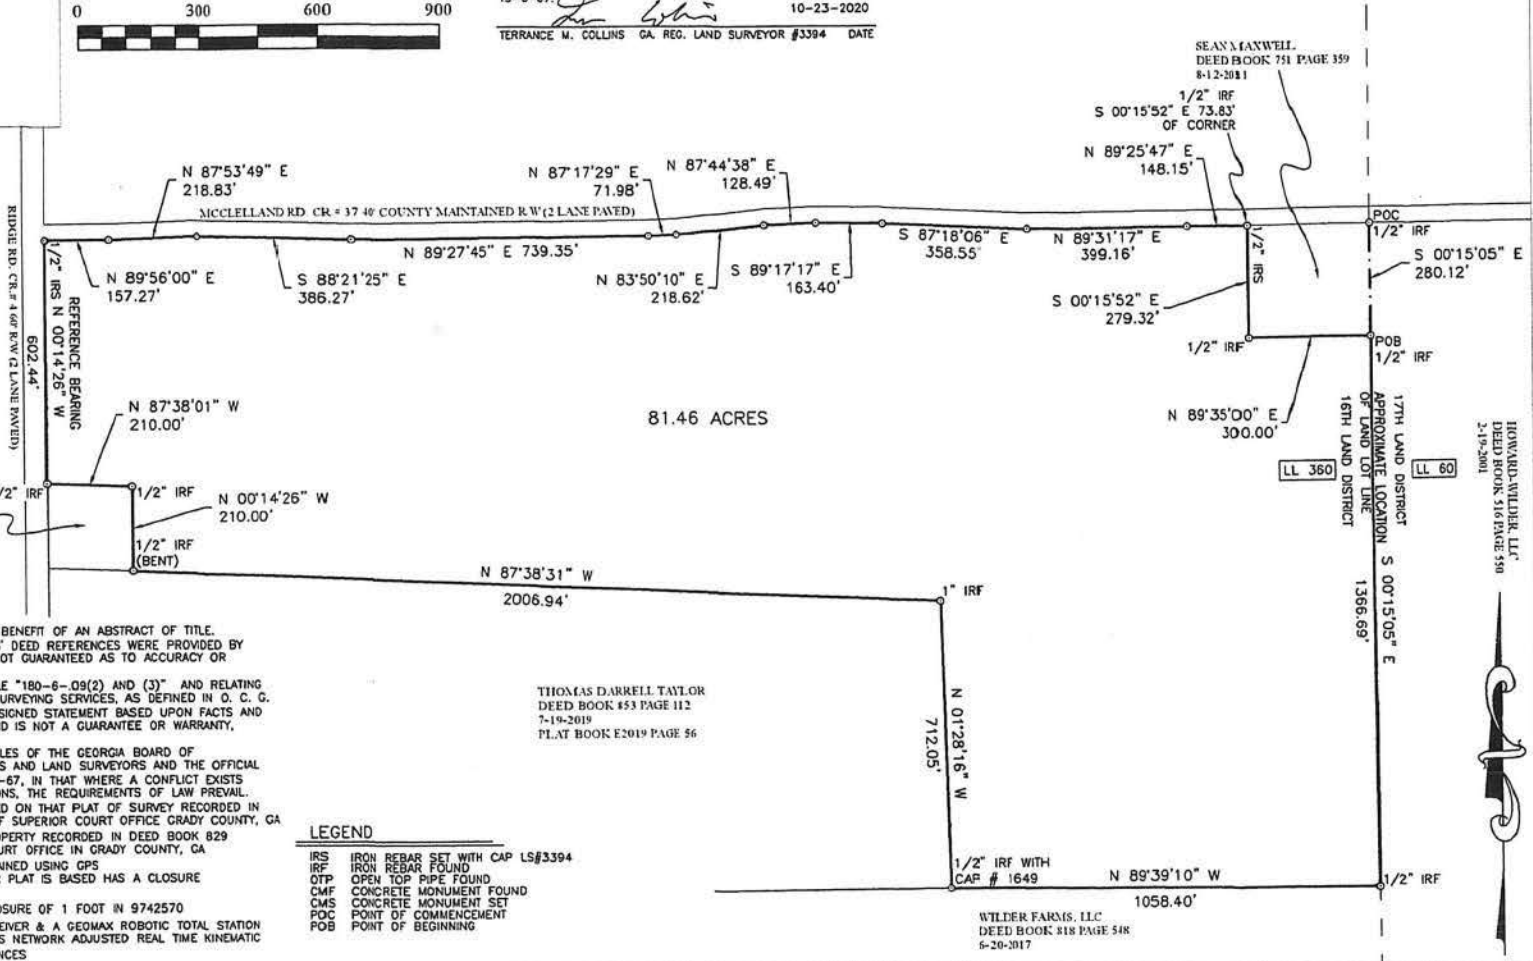 0 300 600 900
10-23-2020
TERRANCE M. COLLINS GA. REG. LAND SURVEYOR #3394 DATE
SEAN MAXWELL
DEED BOOK 751 PAGE 359
8-12-2011
1/2" IRF
S 00°15'52" E 73.83'
OF CORNER
N 89°25'47" E
148.15'
N 87°53'49" E
218.83'
N 87°17'29" E
71.98'
N 87°44'38" E
128.49'
MCCLELLAND RD. CR # 37 40' COUNTY MAINTAINED R/W (2 LANE PAVED)
POC
1/2" IRF
S 00°15'05" E
280.12'
N 89°56'00" E
157.27'
S 88°21'25" E
386.27'
N 89°27'45" E 739.35'
N 83°50'10" E
218.62'
S 89°17'17" E
163.40'
S 87°18'06" E
358.55'
N 89°31'17" E
399.16'
1/2" IRS
S 00°15'52" E
279.32'
1/2" IRF
POB
1/2" IRF
N 89°35'00" E
300.00'
RIDGE RD. CR.# 4 60' R/W (2 LANE PAVED)
602.44'
1/2" IRS N 00°14'26" W
REFERENCE BEARING
81.46 ACRES
N 87°38'01" W
210.00'
/2" IRF
1/2" IRF
N 00°14'26" W
210.00'
1/2" IRF
(BENT)
17TH LAND DISTRICT
APPROXIMATE LOCATION
OF LAND LOT LINE
16TH LAND DISTRICT
LL 360
LL 60
HOWARD-WILDER, LLC
DEED BOOK 516 PAGE 550
2-19-2001
S 00°15'05" E
1366.69'
N 87°38'31" W
2006.94'
1" IRF
BENEFIT OF AN ABSTRACT OF TITLE.
DEED REFERENCES WERE PROVIDED BY
OT GUARANTEED AS TO ACCURACY OR
E "180-6-.09(2) AND (3)" AND RELATING
URVEYING SERVICES, AS DEFINED IN O. C. G.
SIGNED STATEMENT BASED UPON FACTS AND
D IS NOT A GUARANTEE OR WARRANTY,
LES OF THE GEORGIA BOARD OF
S AND LAND SURVEYORS AND THE OFFICIAL
-67, IN THAT WHERE A CONFLICT EXISTS
NS, THE REQUIREMENTS OF LAW PREVAIL.
D ON THAT PLAT OF SURVEY RECORDED IN
F SUPERIOR COURT OFFICE GRADY COUNTY, GA
OPERTY RECORDED IN DEED BOOK 829
URT OFFICE IN GRADY COUNTY, GA
NED USING GPS
PLAT IS BASED HAS A CLOSURE
OSURE OF 1 FOOT IN 9742570
EIVER & A GEOMAX ROBOTIC TOTAL STATION
S NETWORK ADJUSTED REAL TIME KINEMATIC
NCES
THOMAS DARRELL TAYLOR
DEED BOOK 853 PAGE 112
7-19-2019
PLAT BOOK E2019 PAGE 56
N 01°28'16" W
712.05'
LEGEND
IRS IRON REBAR SET WITH CAP LS#3394
IRF IRON REBAR FOUND
OTP OPEN TOP PIPE FOUND
CMF CONCRETE MONUMENT FOUND
CMS CONCRETE MONUMENT SET
POC POINT OF COMMENCEMENT
POB POINT OF BEGINNING
1/2" IRF WITH
CAP # 1649
N 89°39'10" W
1058.40'
1/2" IRF
WILDER FARMS, LLC
DEED BOOK 818 PAGE 548
6-20-2017